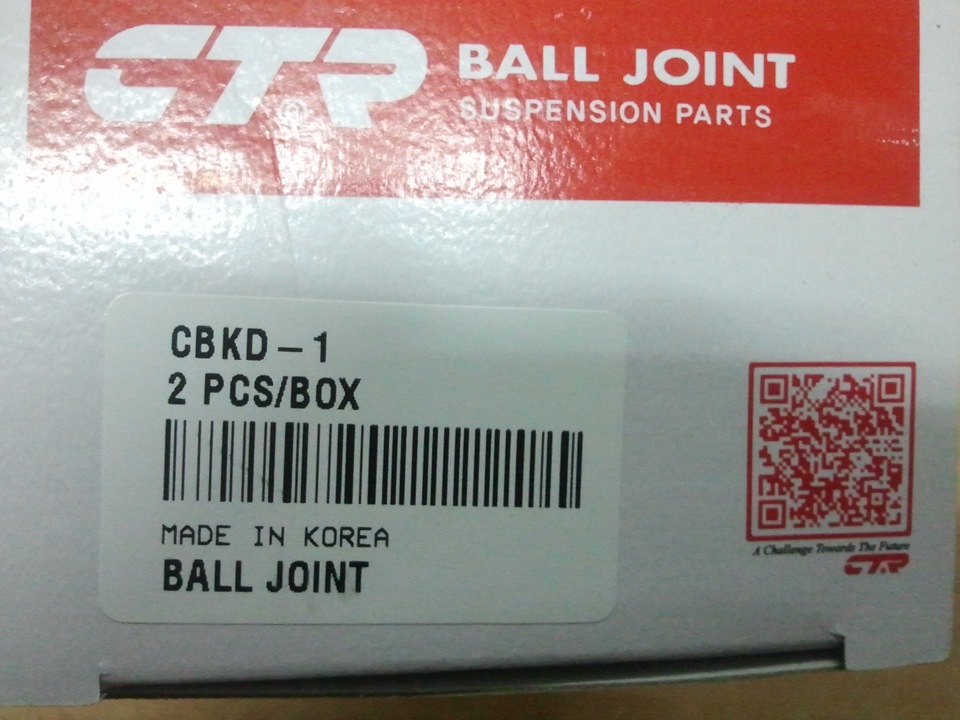 CTR
®
BALL JOINT
SUSPENSION PARTS
CBKD-1
2 PCS/BOX
MADE IN KOREA
BALL JOINT
A Challenge Towards The Future
CTR